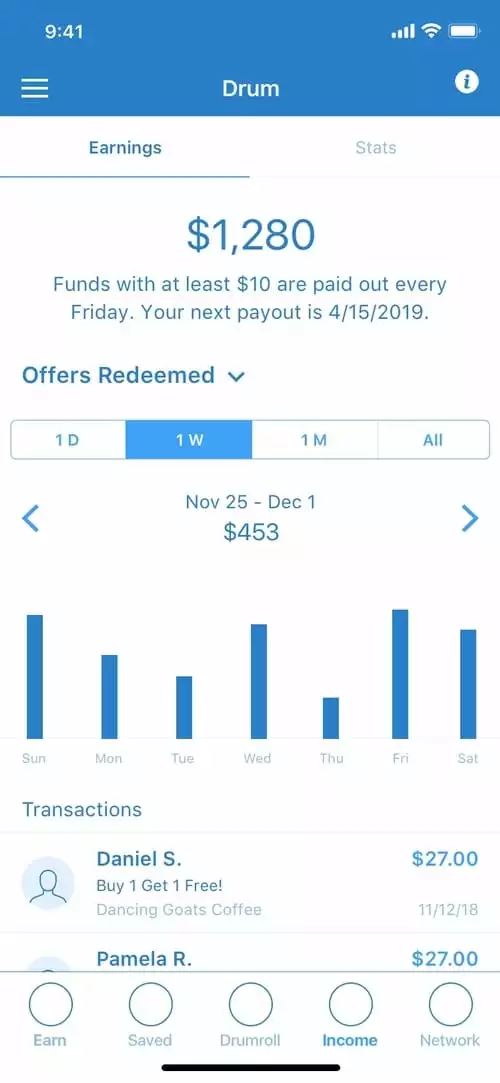 9:41
Drum
Earnings
Stats
$1,280
Funds with at least $10 are paid out every
Friday. Your next payout is 4/15/2019.
Offers Redeemed
1 D
1 W
1 M
All
Nov 25 - Dec 1
$453
Sun
Mon
Tue
Wed
Thu
Fri
Sat
Transactions
Daniel S.
$27.00
Buy 1 Get 1 Free!
Dancing Goats Coffee
11/12/18
Pamela R.
$27.00
Earn
Saved
Drumroll
Income
Network